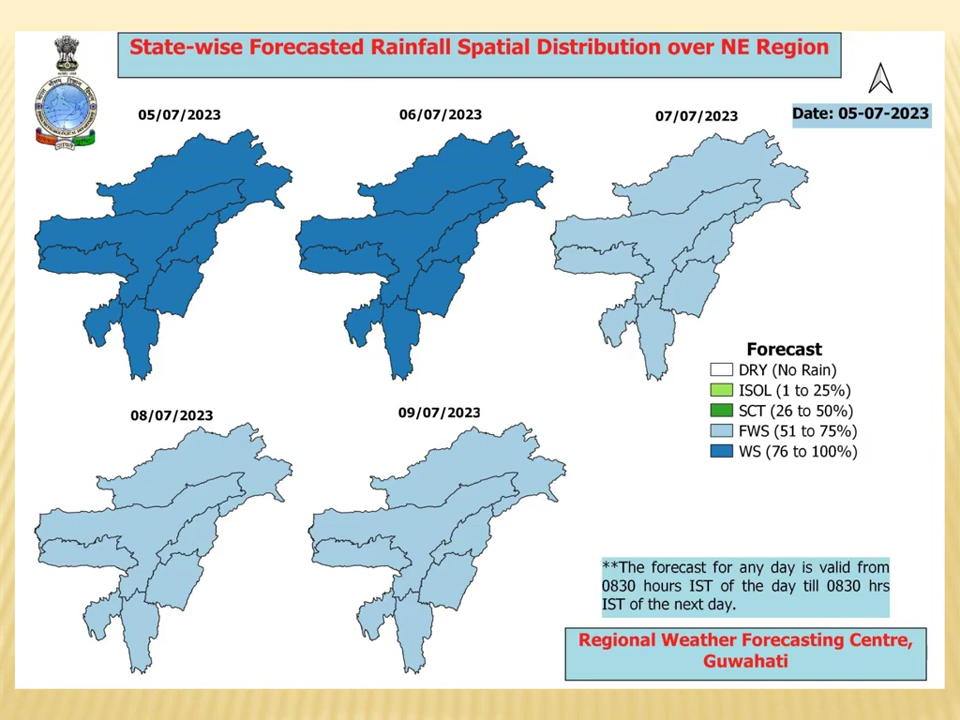 State-wise Forecasted Rainfall Spatial Distribution over NE Region
05/07/2023
06/07/2023
07/07/2023
Date: 05-07-2023
08/07/2023
09/07/2023
Forecast
DRY (No Rain)
ISOL (1 to 25%)
SCT (26 to 50%)
FWS (51 to 75%)
WS (76 to 100%)
**The forecast for any day is valid from
0830 hours IST of the day till 0830 hrs
IST of the next day.
Regional Weather Forecasting Centre,
Guwahati